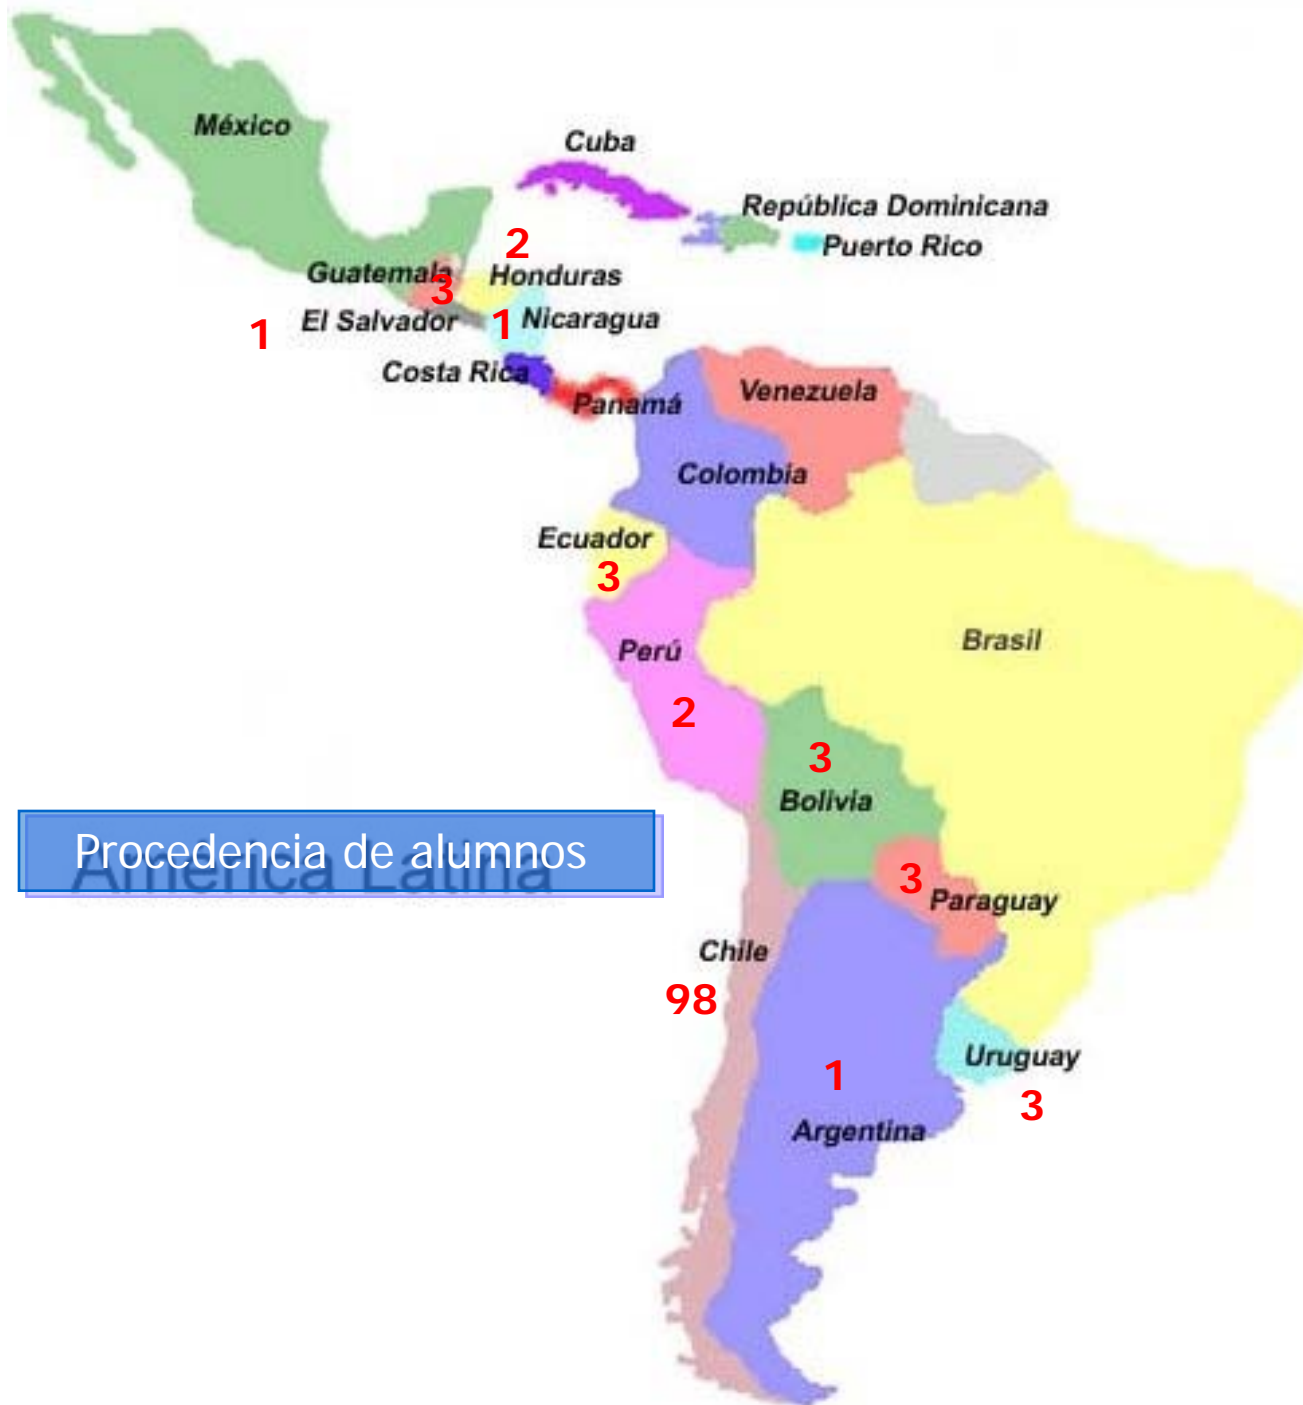 México
Cuba
República Dominicana
Puerto Rico
2
Guatemala
Honduras
3
1
El Salvador
1
Nicaragua
Costa Rica
Panamá
Venezuela
Colombia
Ecuador
3
Perú
Brasil
2
3
Bolivia
Procedencia de alumnos
América Latina
3
Paraguay
Chile
98
Uruguay
1
3
Argentina